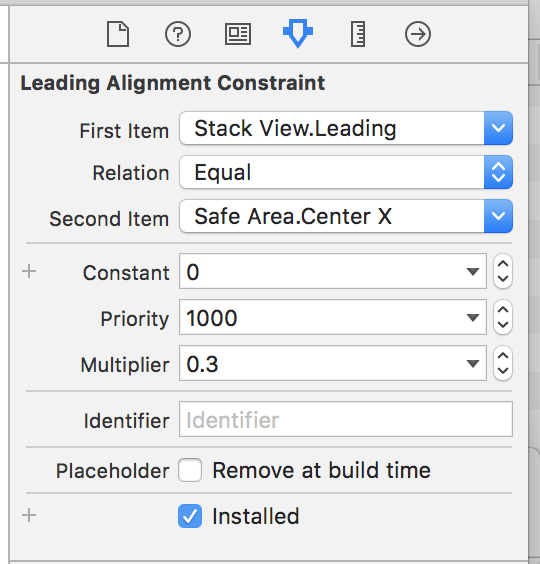 Leading Alignment Constraint
First Item Stack View.Leading
Relation Equal
Second Item Safe Area.Center X
Constant 0
Priority 1000
Multiplier 0.3
Identifier Identifier
Placeholder Remove at build time
Installed